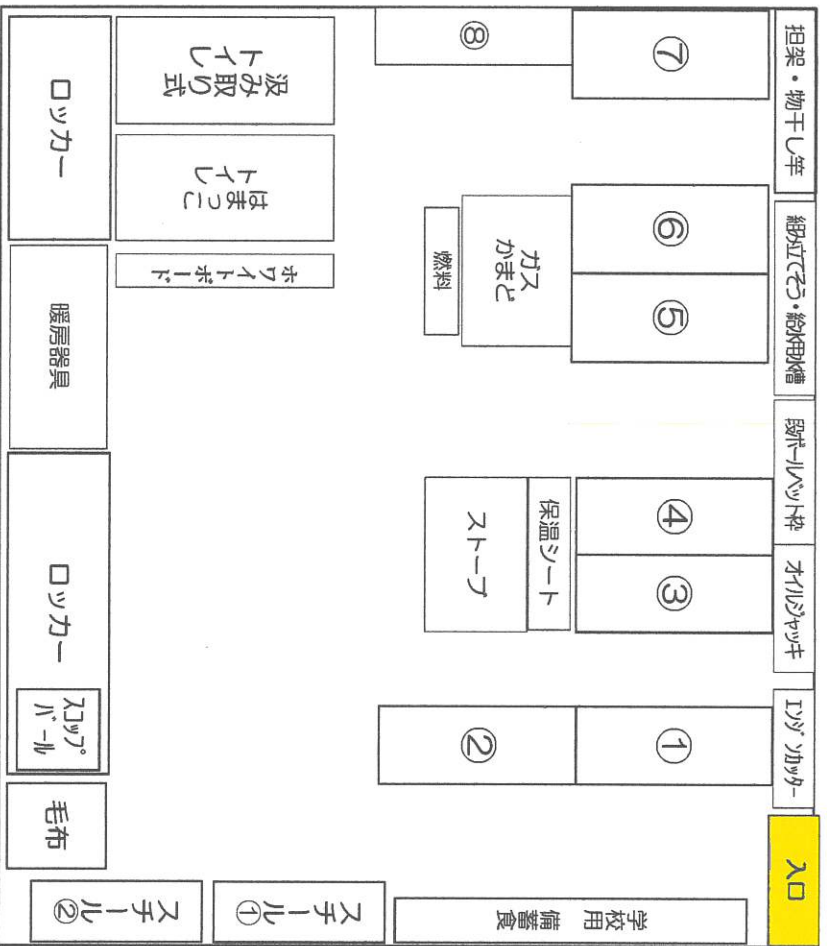 担架・物干し竿
組み立てそう・給水用水槽
段ボールベット枠
オイルジャッキ
エンジンカッター
入口
⑦
⑥
⑤
④
③
①
⑧
ガス
かまど
燃料
保温シート
ストーブ
②
学校用 備蓄食
汲み取り式
トイレ
はまっこ
トイレ
ホワイトボード
スチール①
ロッカー
暖房器具
ロッカー
スコップ
バール
毛布
スチール②